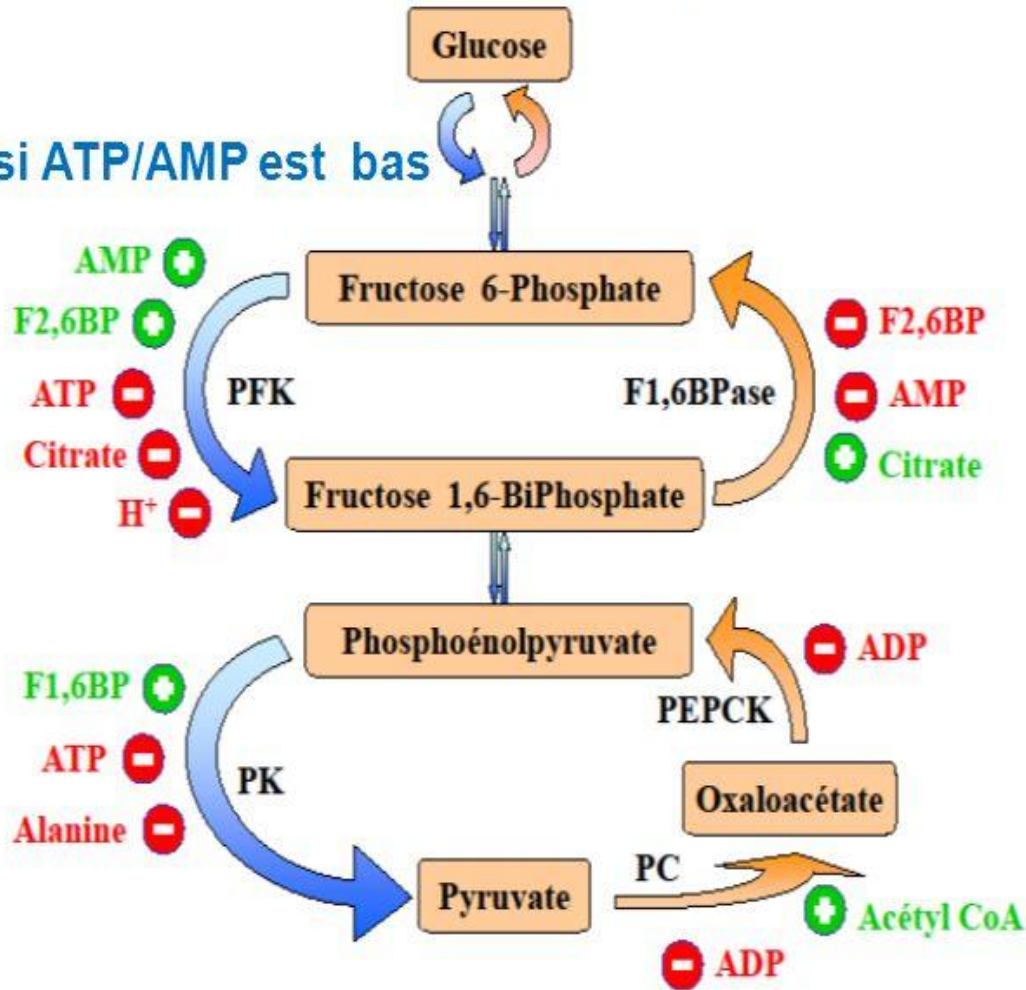 Glucose
si ATP/AMP est bas
AMP +
Fructose 6-Phosphate
F2,6BP +
- F2,6BP
ATP -
PFK
F1,6BPase
- AMP
Citrate -
+ Citrate
H⁺ -
Fructose 1,6-BiPhosphate
Phosphoénolpyruvate
- ADP
F1,6BP +
PEPCK
ATP -
PK
Oxaloacétate
Alanine -
PC
Pyruvate
+ Acétyl CoA
- ADP